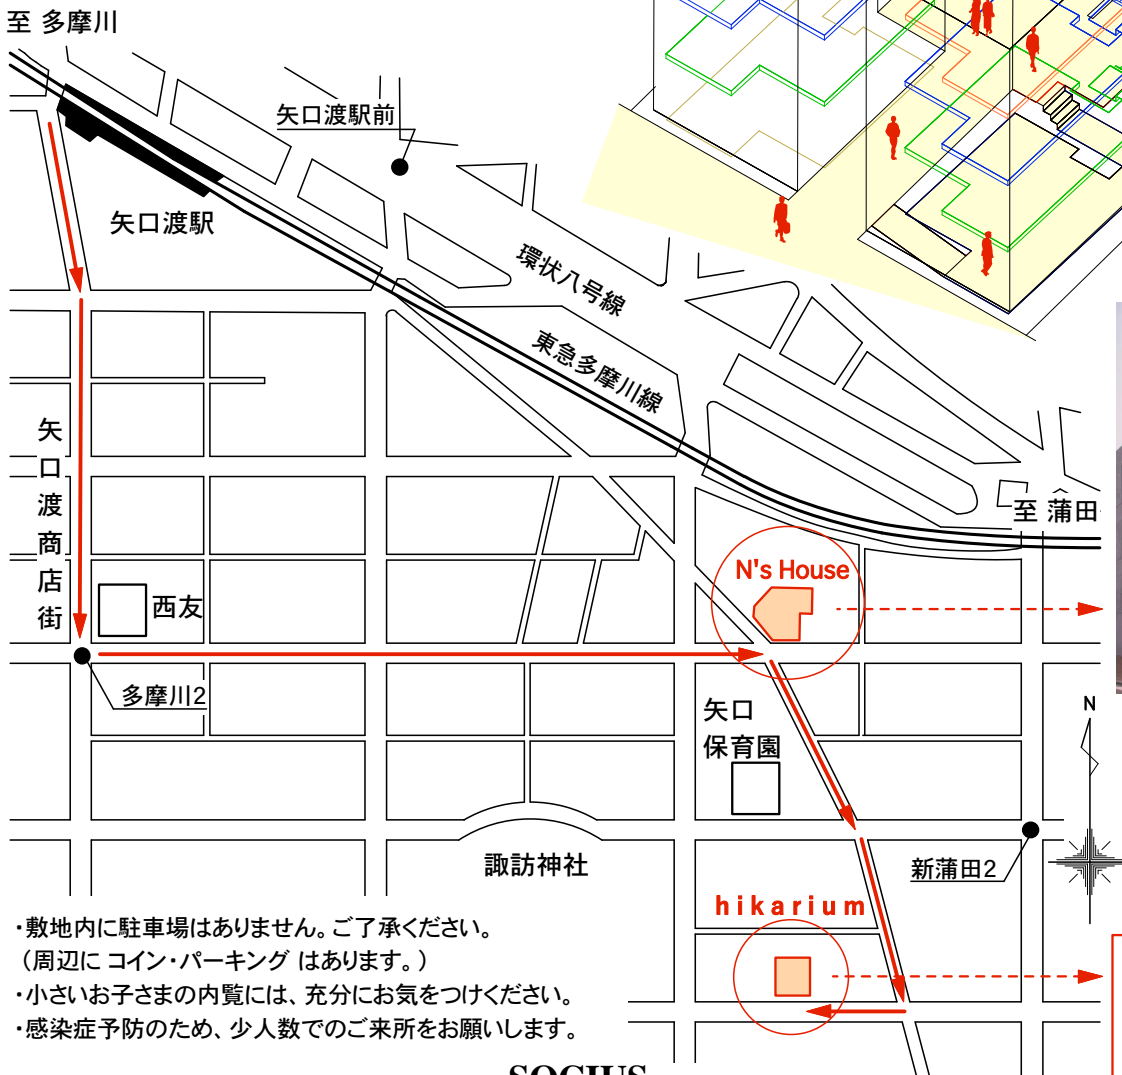 至 多摩川
矢口渡駅前
矢口渡駅
環状八号線
東急多摩川線
矢口渡商店街
至 蒲田
N's House
西友
多摩川2
矢口
保育園
N
諏訪神社
新蒲田2
hikarium
・敷地内に駐車場はありません。ご了承ください。
（周辺に コイン・パーキング はあります。）
・小さいお子さまの内覧には、充分にお気をつけください。
・感染症予防のため、少人数でのご来所をお願いします。
SOCIUS